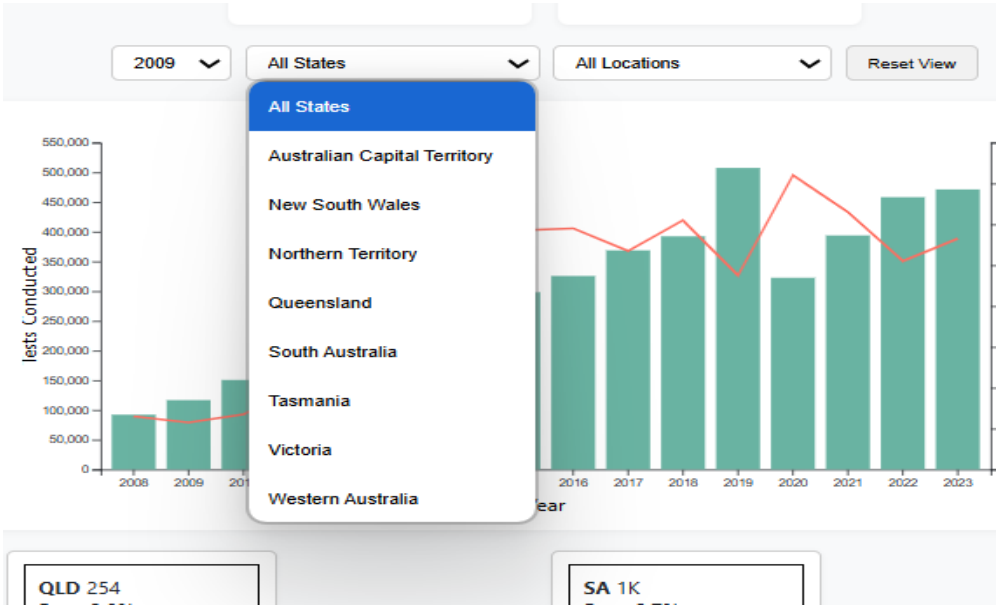 2009
All States
All Locations
Reset View
All States
Australian Capital Territory
New South Wales
Northern Territory
Queensland
South Australia
Tasmania
Victoria
Western Australia
550,000
500,000
450,000
400,000
350,000
300,000
250,000
200,000
150,000
100,000
50,000
0
Tests Conducted
2008 2009 201 2016 2017 2018 2019 2020 2021 2022 2023
ear
QLD 254
SA 1K